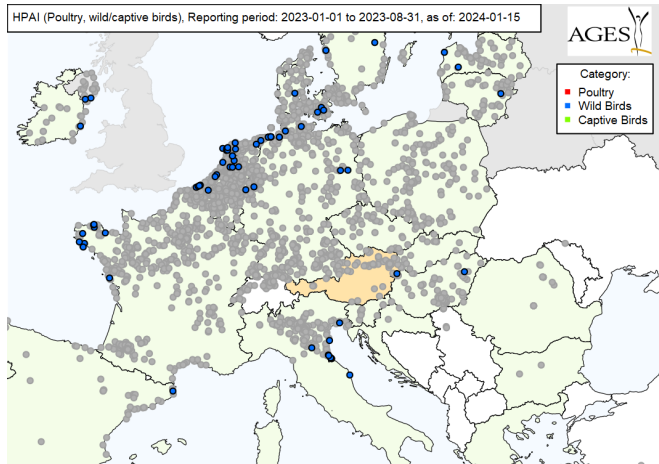 HPAI (Poultry, wild/captive birds), Reporting period: 2023-01-01 to 2023-08-31, as of: 2024-01-15
AGES
Category:
Poultry
Wild Birds
Captive Birds